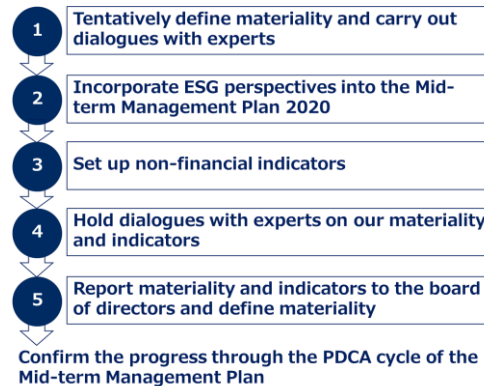 1
Tentatively define materiality and carry out
dialogues with experts
2
Incorporate ESG perspectives into the Mid-
term Management Plan 2020
3
Set up non-financial indicators
4
Hold dialogues with experts on our materiality
and indicators
5
Report materiality and indicators to the board
of directors and define materiality
Confirm the progress through the PDCA cycle of the
Mid-term Management Plan